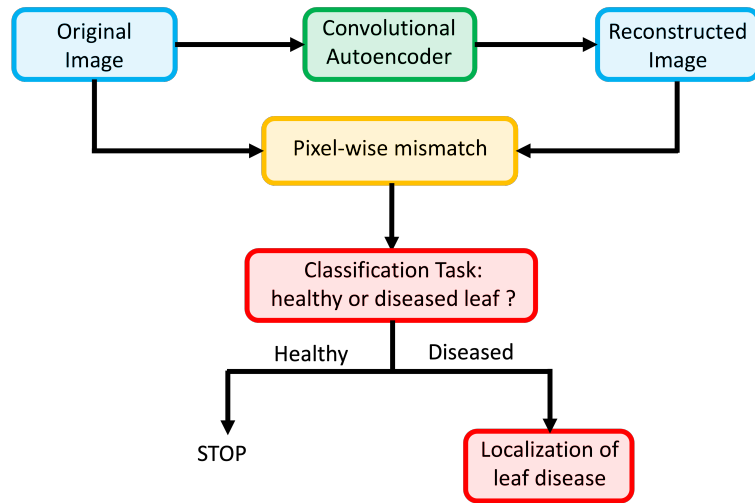 Original
Image
Convolutional
Autoencoder
Reconstructed
Image
Pixel-wise mismatch
Classification Task:
healthy or diseased leaf ?
Healthy
Diseased
STOP
Localization of
leaf disease